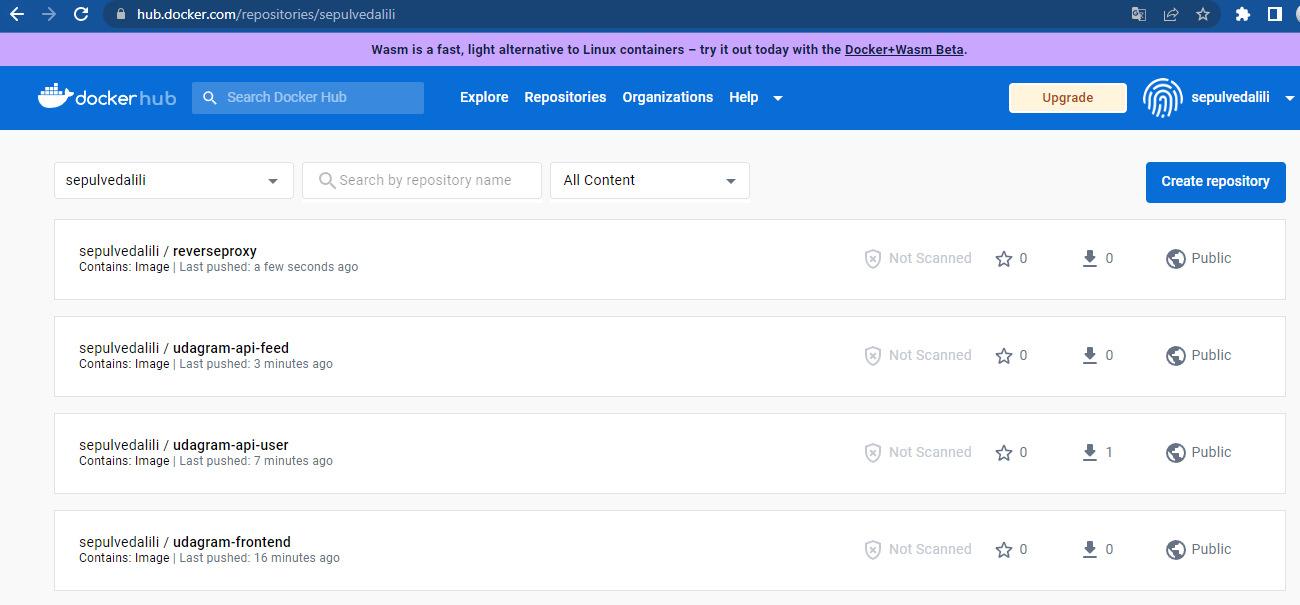 hub.docker.com/repositories/sepulvedalili
Wasm is a fast, light alternative to Linux containers – try it out today with the Docker+Wasm Beta.
dockerhub Search Docker Hub Explore Repositories Organizations Help Upgrade sepulvedalili
sepulvedalili Search by repository name All Content Create repository
sepulvedalili / reverseproxy
Contains: Image | Last pushed: a few seconds ago
Not Scanned 0 0 Public
sepulvedalili / udagram-api-feed
Contains: Image | Last pushed: 3 minutes ago
Not Scanned 0 0 Public
sepulvedalili / udagram-api-user
Contains: Image | Last pushed: 7 minutes ago
Not Scanned 0 1 Public
sepulvedalili / udagram-frontend
Contains: Image | Last pushed: 16 minutes ago
Not Scanned 0 0 Public